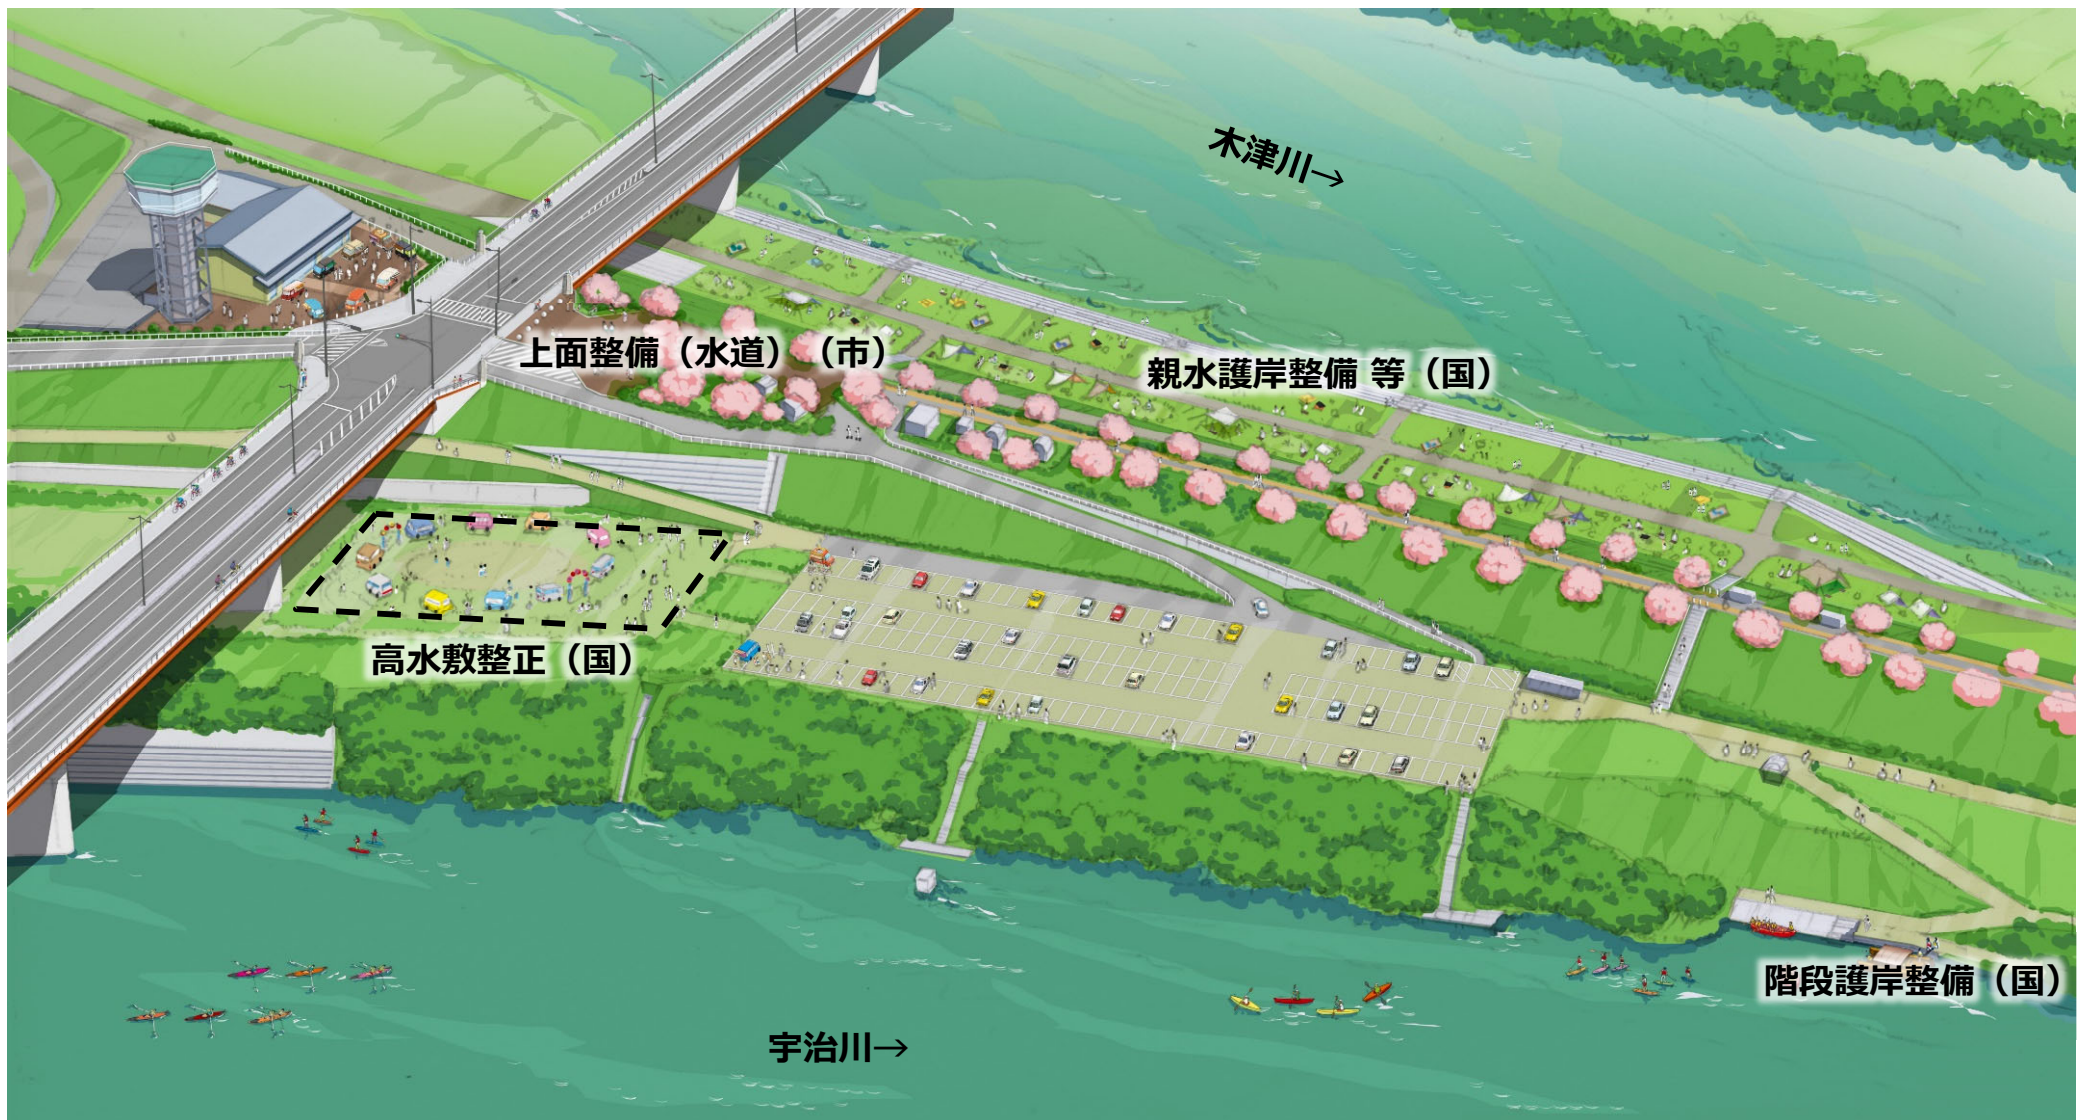 木津川→
上面整備（水道）（市）
親水護岸整備 等（国）
高水敷整正（国）
階段護岸整備（国）
宇治川→